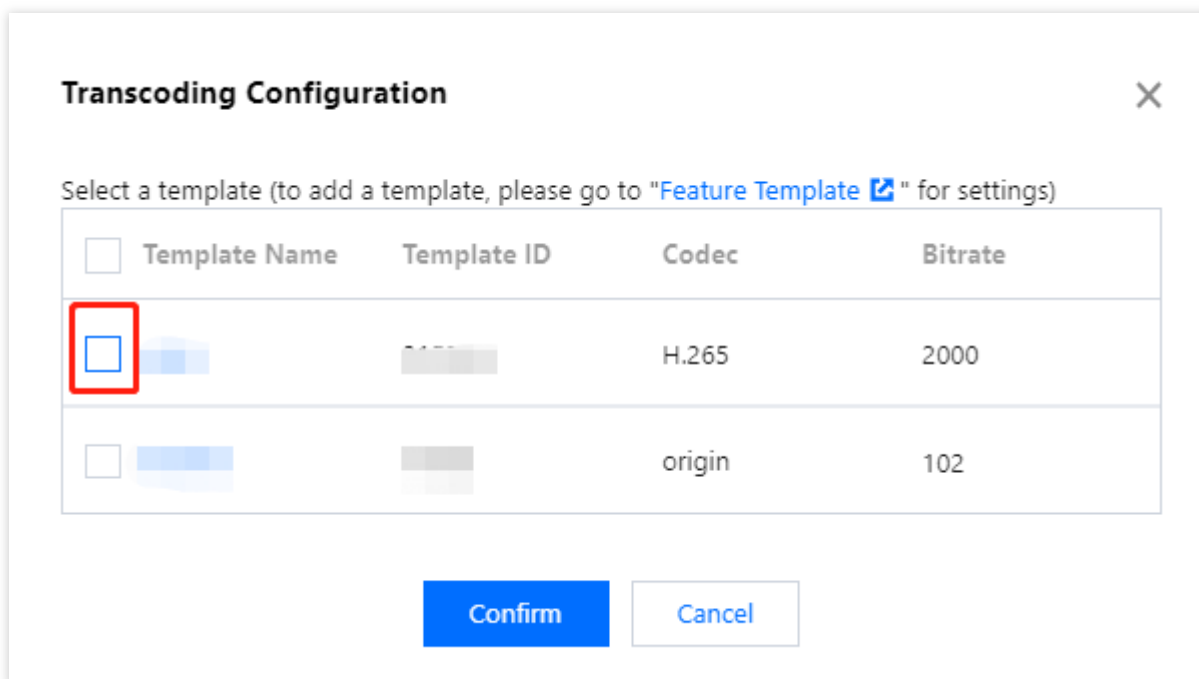 Transcoding Configuration
Select a template (to add a template, please go to "Feature Template " for settings)
Template Name Template ID Codec Bitrate
H.265 2000
origin 102
Confirm Cancel